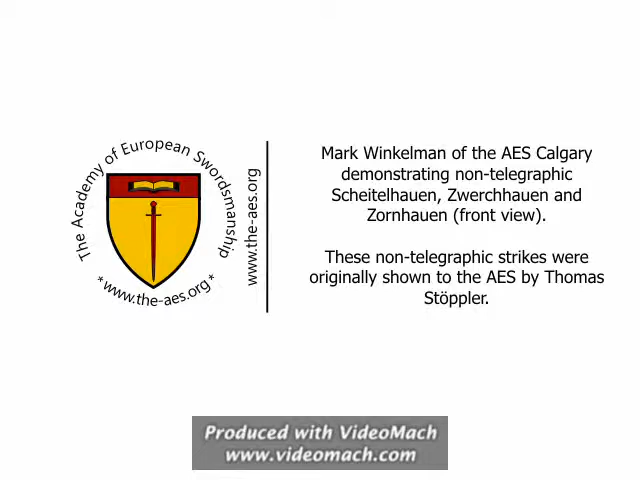 The Academy of European Swordsmanship
*www.the-aes.org*
www.the-aes.org
Mark Winkelman of the AES Calgary
demonstrating non-telegraphic
Scheitelhauen, Zwerchhauen and
Zornhauen (front view).
These non-telegraphic strikes were
originally shown to the AES by Thomas
Stöppler.
Produced with VideoMach
www.videomach.com